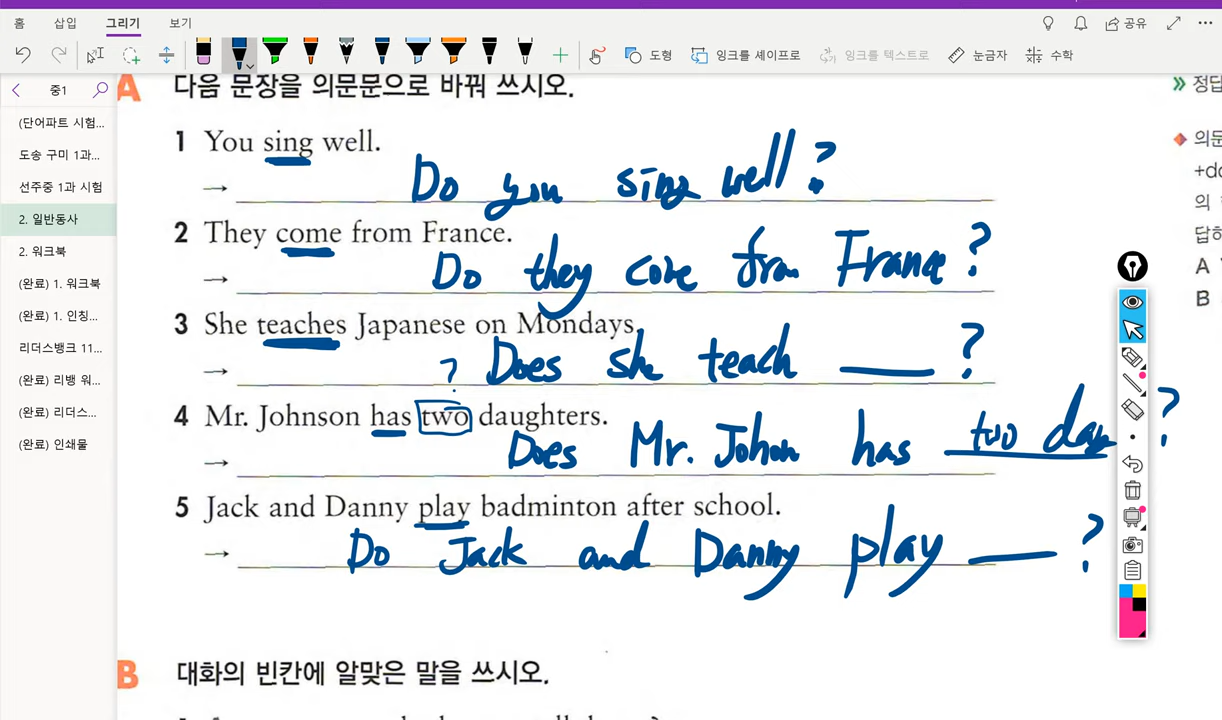 홈 삽입 그리기 보기
공유
도형 잉크를 셰이프로 잉크를 텍스트로 눈금자 수학
중1
(단어파트 시험...
도송 구미 1과...
선주중 1과 시험
2. 일반동사
2. 워크북
(완료) 1. 워크북
(완료) 1. 인칭...
리더스뱅크 11...
(완료) 리뱅 워...
(완료) 리더스...
(완료) 인쇄물
A 다음 문장을 의문문으로 바꿔 쓰시오.
1 You sing well.
→ Do you sing well?
2 They come from France.
→ Do they come from France?
3 She teaches Japanese on Mondays.
→ ? Does she teach ___ ?
4 Mr. Johnson has two daughters.
→ Does Mr. Johon has two dau ?
5 Jack and Danny play badminton after school.
→ Do Jack and Danny play ___ ?
B 대화의 빈칸에 알맞은 말을 쓰시오.
정답
의문
+do
의
답하
A
B